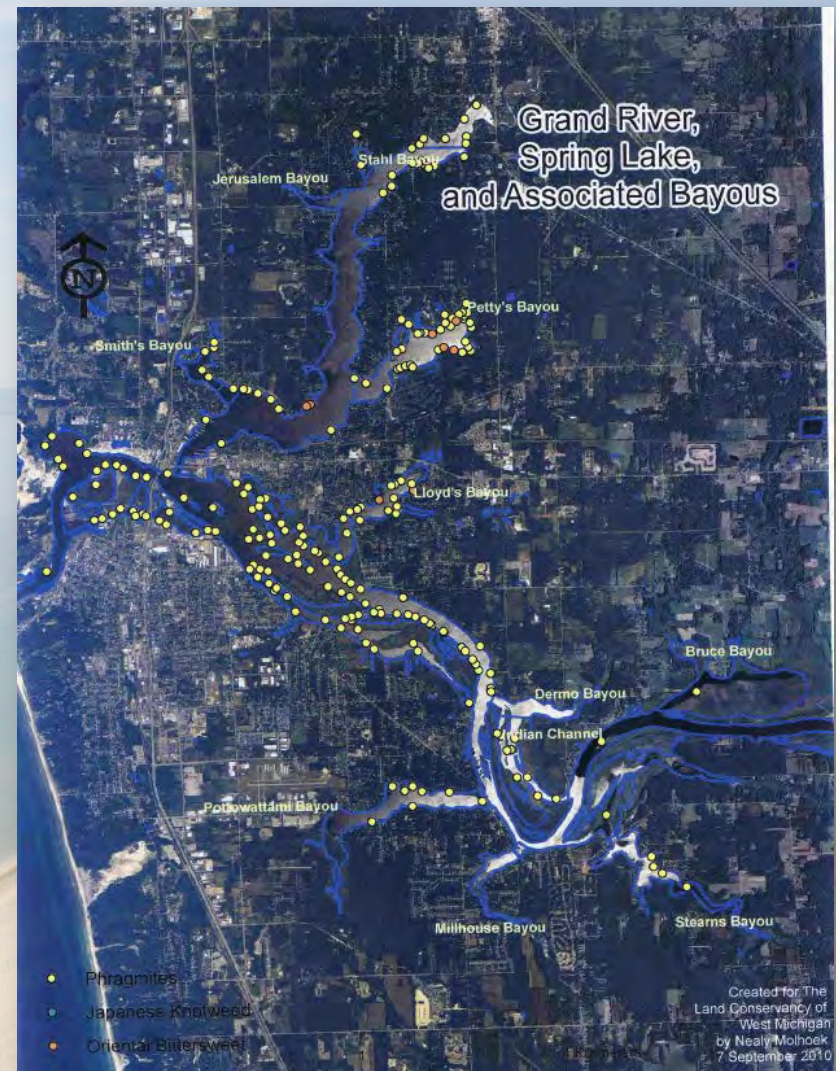 Grand River,
Spring Lake,
and Associated Bayous
Stahl Bayou
Jerusalem Bayou
N
Petty's Bayou
Smith's Bayou
Lloyd's Bayou
Bruce Bayou
Dermo Bayou
Indian Channel
Pottowattami Bayou
Millhouse Bayou
Stearns Bayou
Phragmites
Japaness Knotweed
Oriental Bittersweet
Created for The
Land Conservancy of
West Michigan
by Nealy Molhoek
7 September 2010